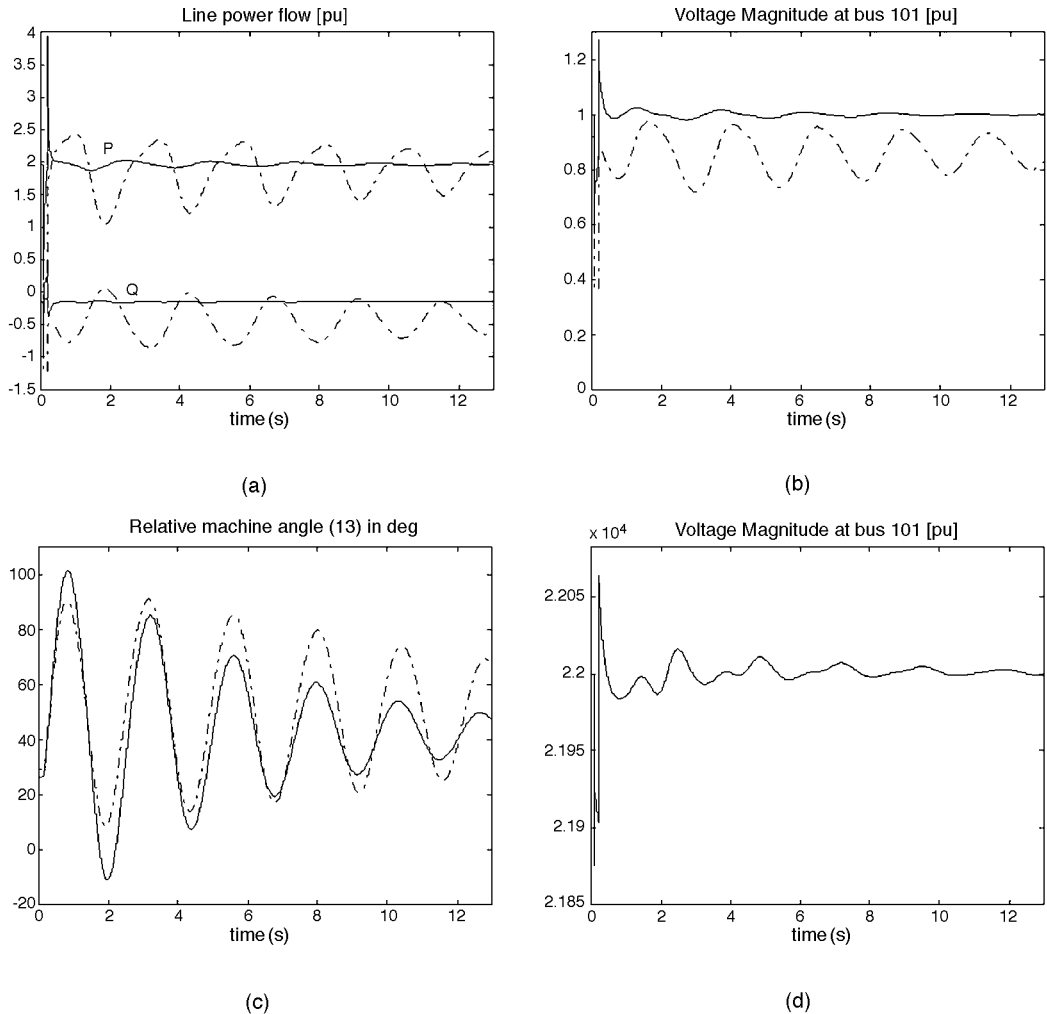 Line power flow [pu]
4
3.5
3
2.5
2
1.5
1
0.5
0
-0.5
-1
-1.5
P
Q
0 2 4 6 8 10 12
time (s)
(a)
Voltage Magnitude at bus 101 [pu]
1.2
1
0.8
0.6
0.4
0.2
0
0 2 4 6 8 10 12
time (s)
(b)
Relative machine angle (13) in deg
100
80
60
40
20
0
-20
0 2 4 6 8 10 12
time (s)
(c)
Voltage Magnitude at bus 101 [pu]
x 10^4
2.205
2.2
2.195
2.19
2.185
0 2 4 6 8 10 12
time (s)
(d)